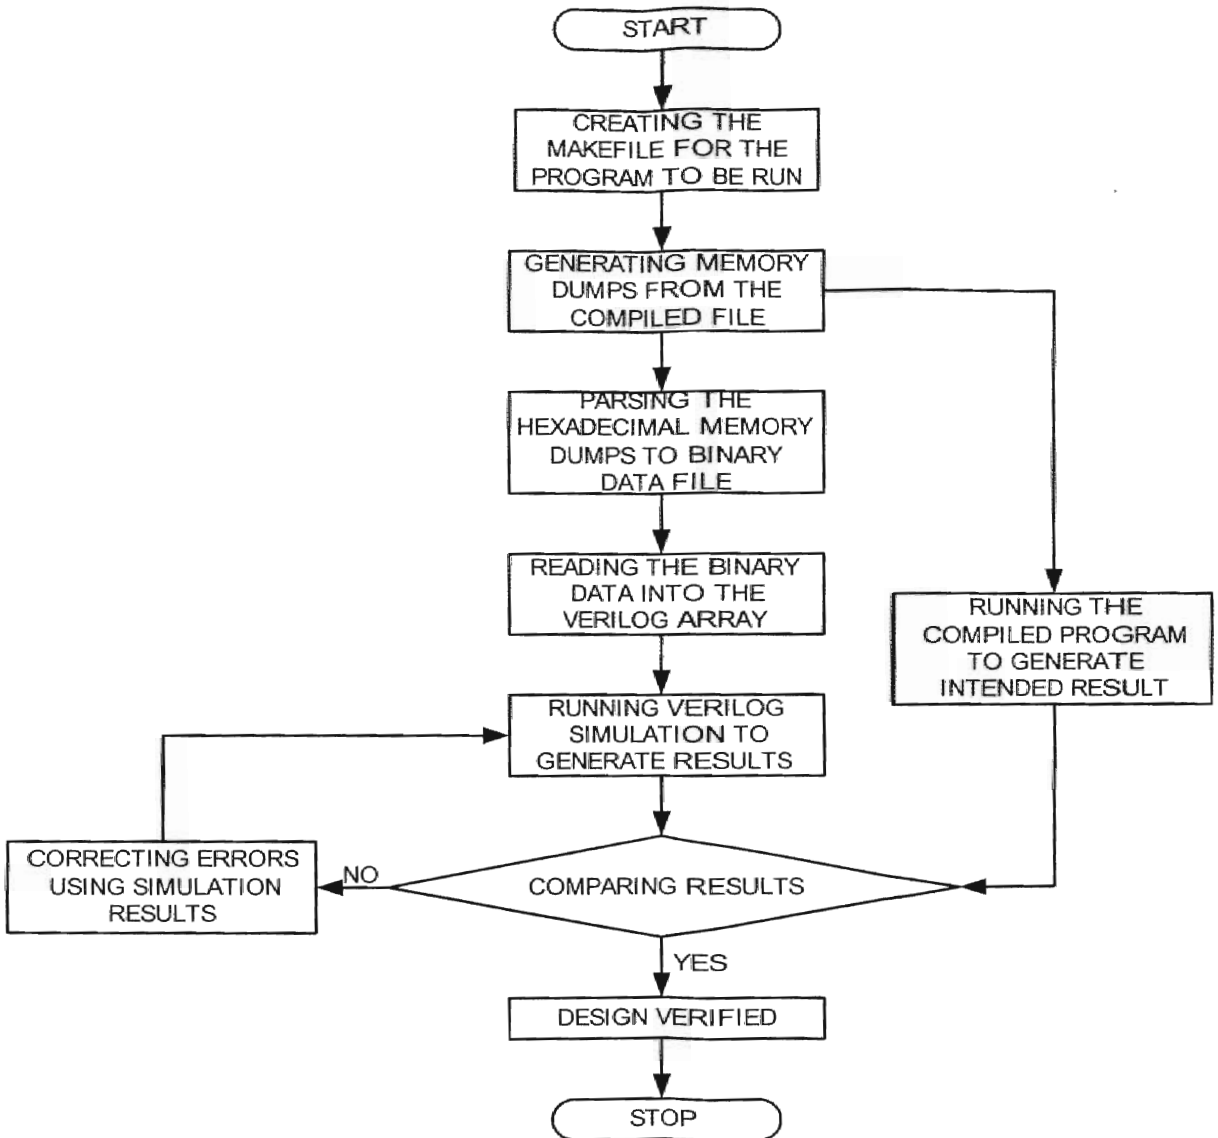 START
CREATING THE
MAKEFILE FOR THE
PROGRAM TO BE RUN
GENERATING MEMORY
DUMPS FROM THE
COMPILED FILE
PARSING THE
HEXADECIMAL MEMORY
DUMPS TO BINARY
DATA FILE
READING THE BINARY
DATA INTO THE
VERILOG ARRAY
RUNNING THE
COMPILED PROGRAM
TO GENERATE
INTENDED RESULT
RUNNING VERILOG
SIMULATION TO
GENERATE RESULTS
CORRECTING ERRORS
USING SIMULATION
RESULTS
NO
COMPARING RESULTS
YES
DESIGN VERIFIED
STOP